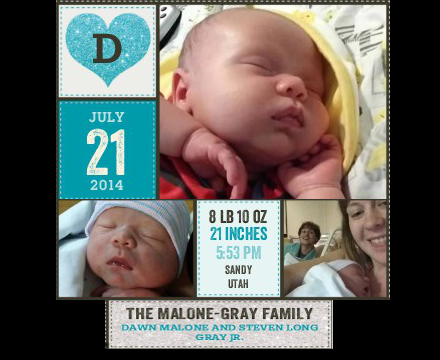 D
JULY
21
2014
8 LB 10 OZ
21 INCHES
5:53 PM
SANDY
UTAH
THE MALONE-GRAY FAMILY
DAWN MALONE AND STEVEN LONG
GRAY JR.